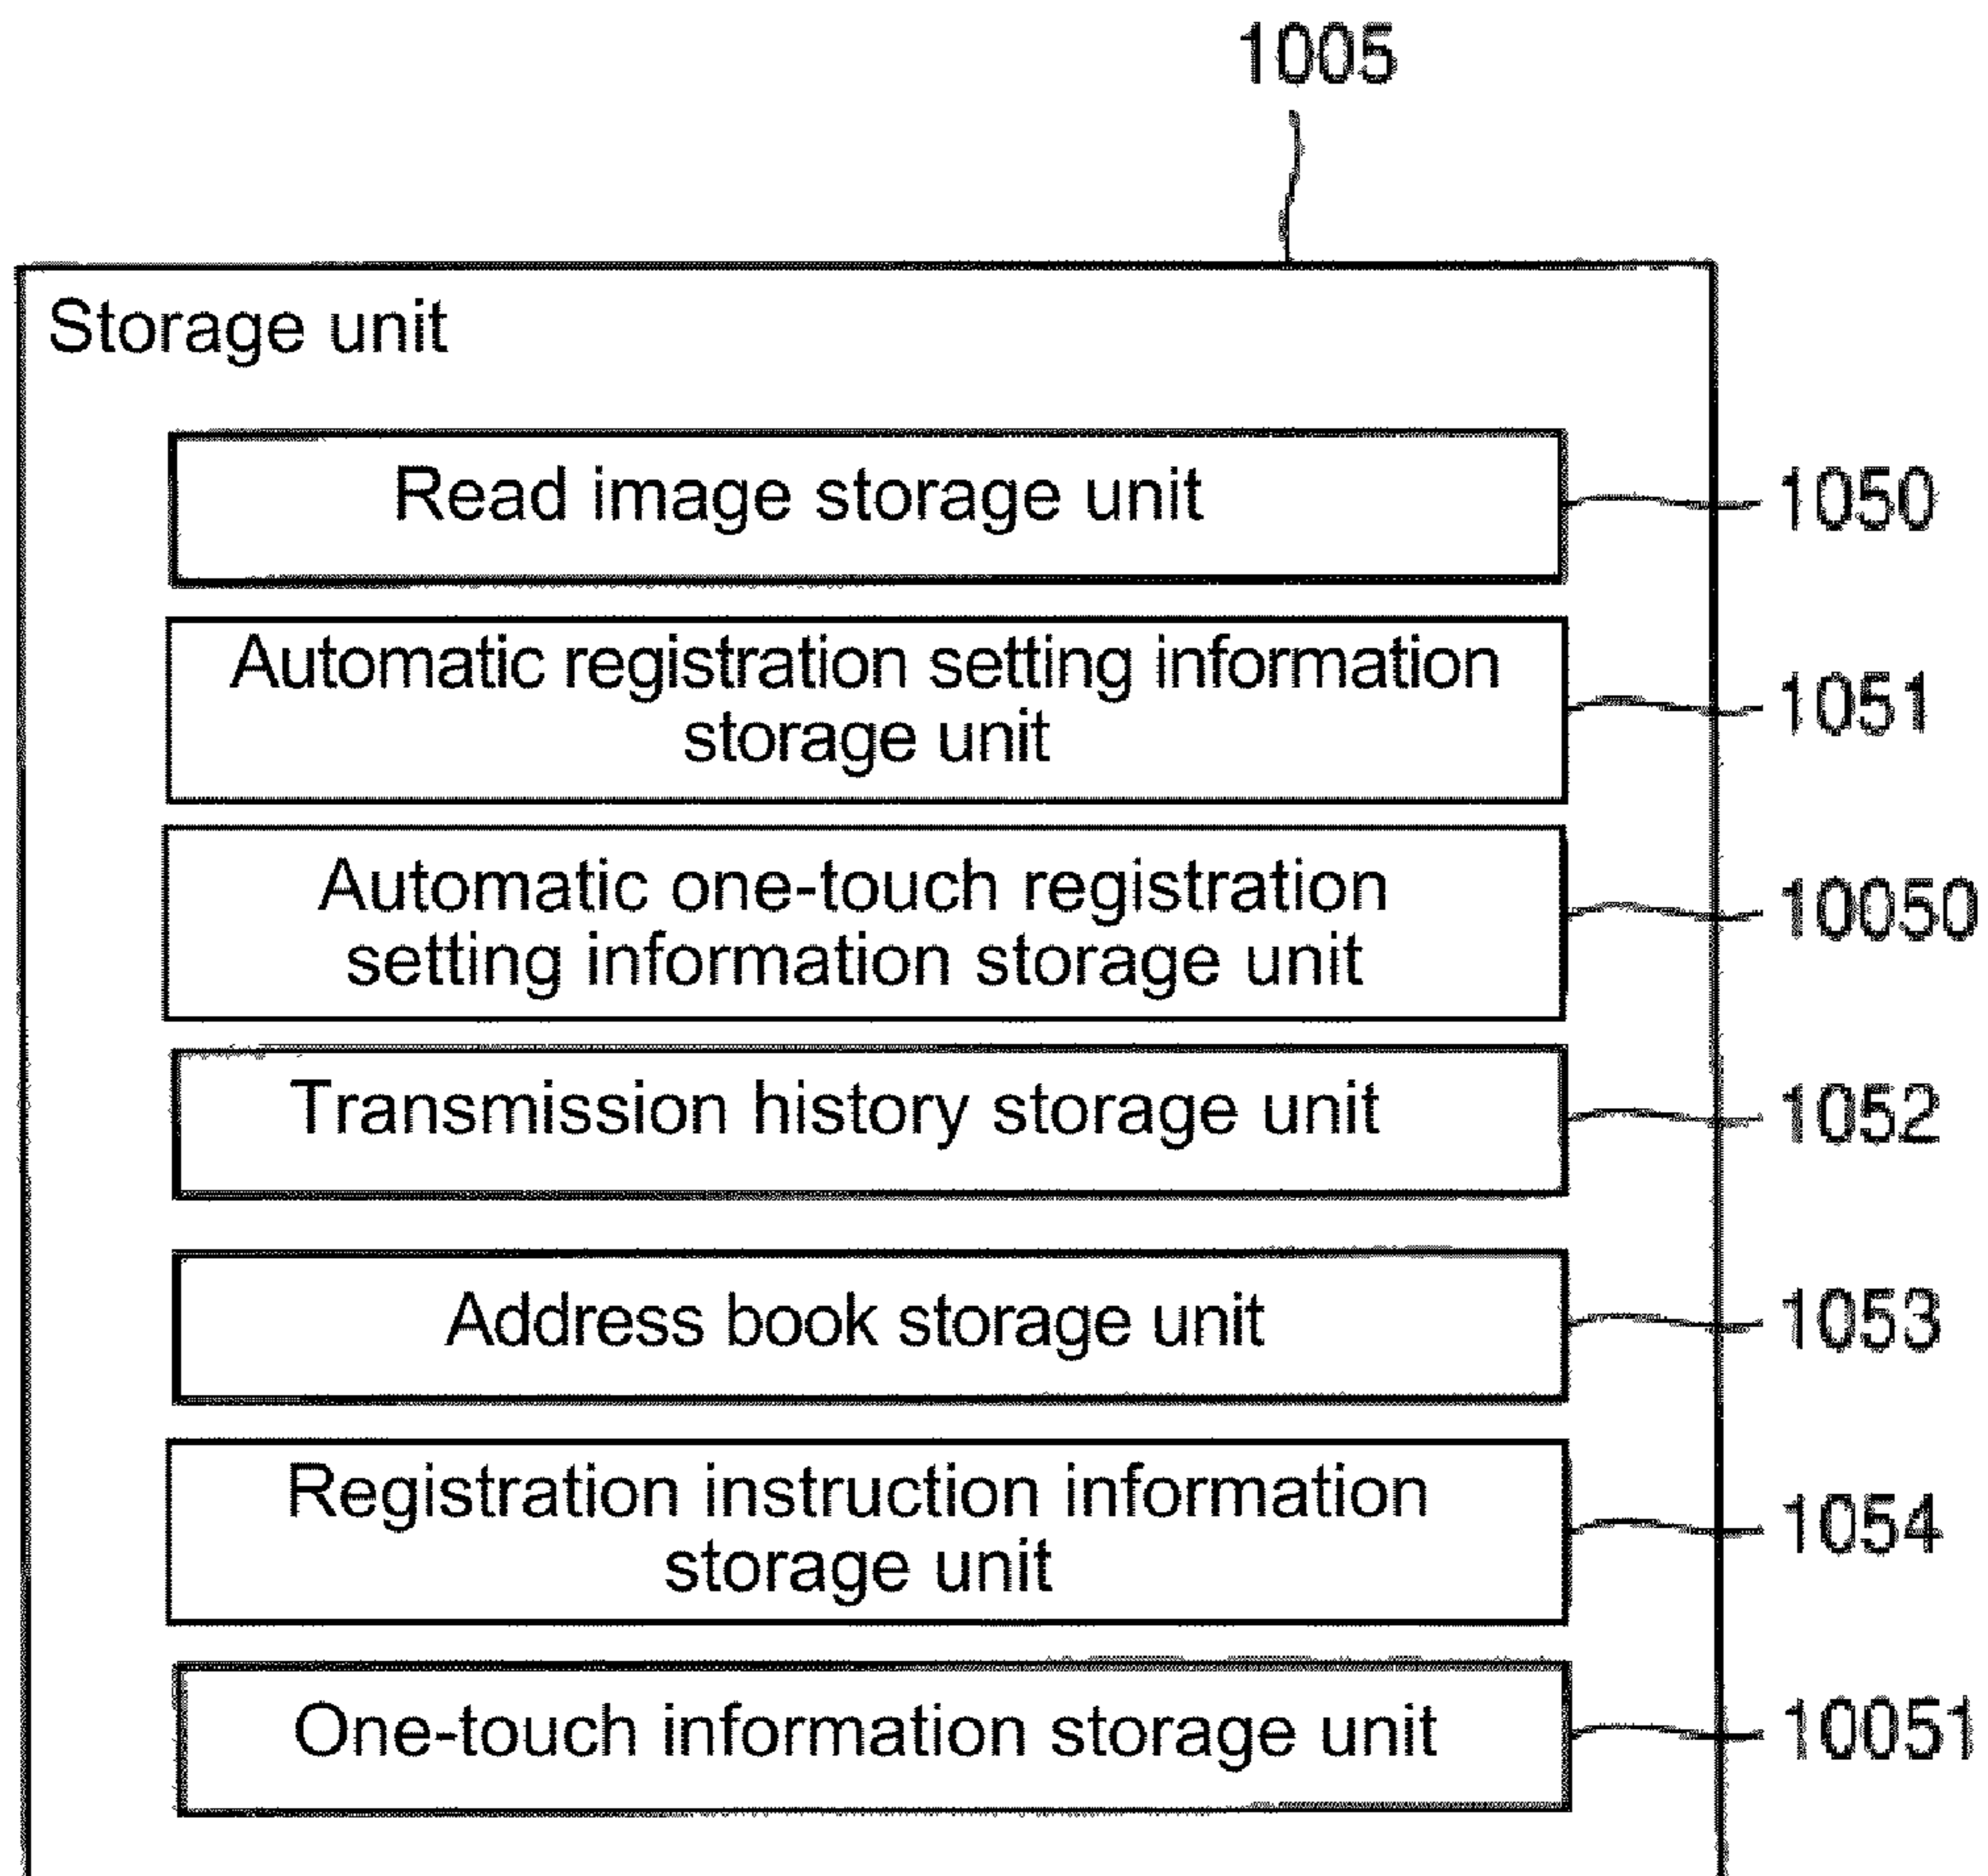 1005
Storage unit
Read image storage unit
1050
Automatic registration setting information
storage unit
1051
Automatic one-touch registration
setting information storage unit
10050
Transmission history storage unit
1052
Address book storage unit
1053
Registration instruction information
storage unit
1054
One-touch information storage unit
10051